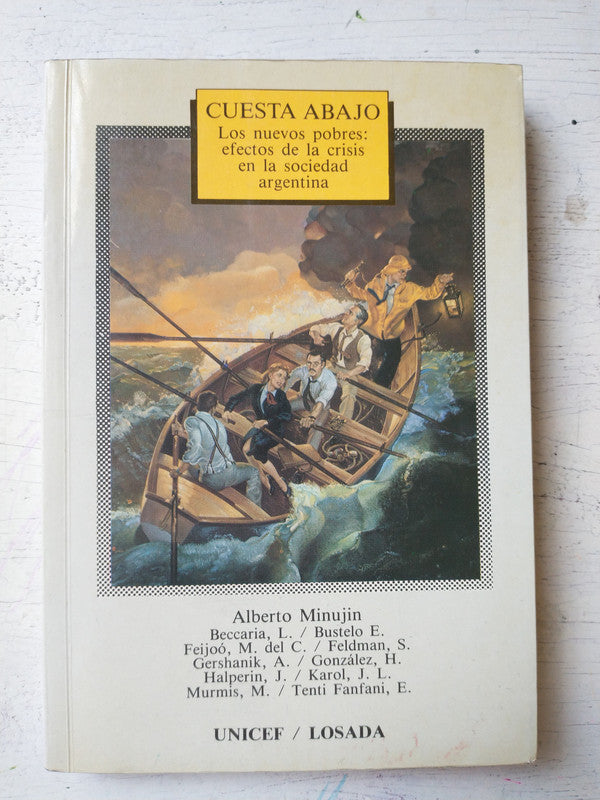 CUESTA ABAJO
Los nuevos pobres:
efectos de la crisis
en la sociedad
argentina
Alberto Minujin
Beccaria, L. / Bustelo E.
Feijoó, M. del C. / Feldman, S.
Gershanik, A. / González, H.
Halperin, J. / Karol, J. L.
Murmis, M. / Tenti Fanfani, E.
UNICEF / LOSADA